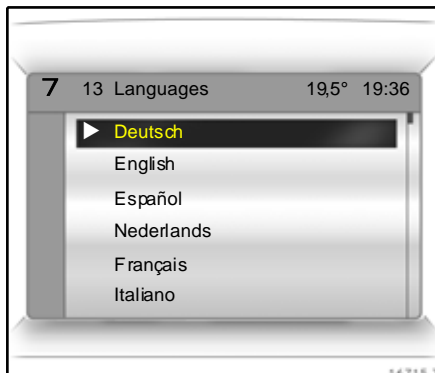 7 13 Languages 19,5° 19:36
Deutsch
English
Español
Nederlands
Français
Italiano